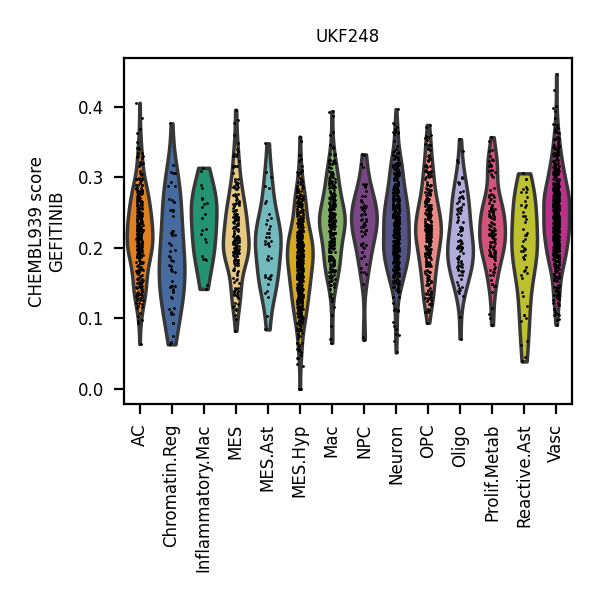 UKF248
CHEMBL939 score
GEFITINIB
0.4
0.3
0.2
0.1
0.0
AC
Chromatin.Reg
Inflammatory.Mac
MES
MES.Ast
MES.Hyp
Mac
NPC
Neuron
OPC
Oligo
Prolif.Metab
Reactive.Ast
Vasc